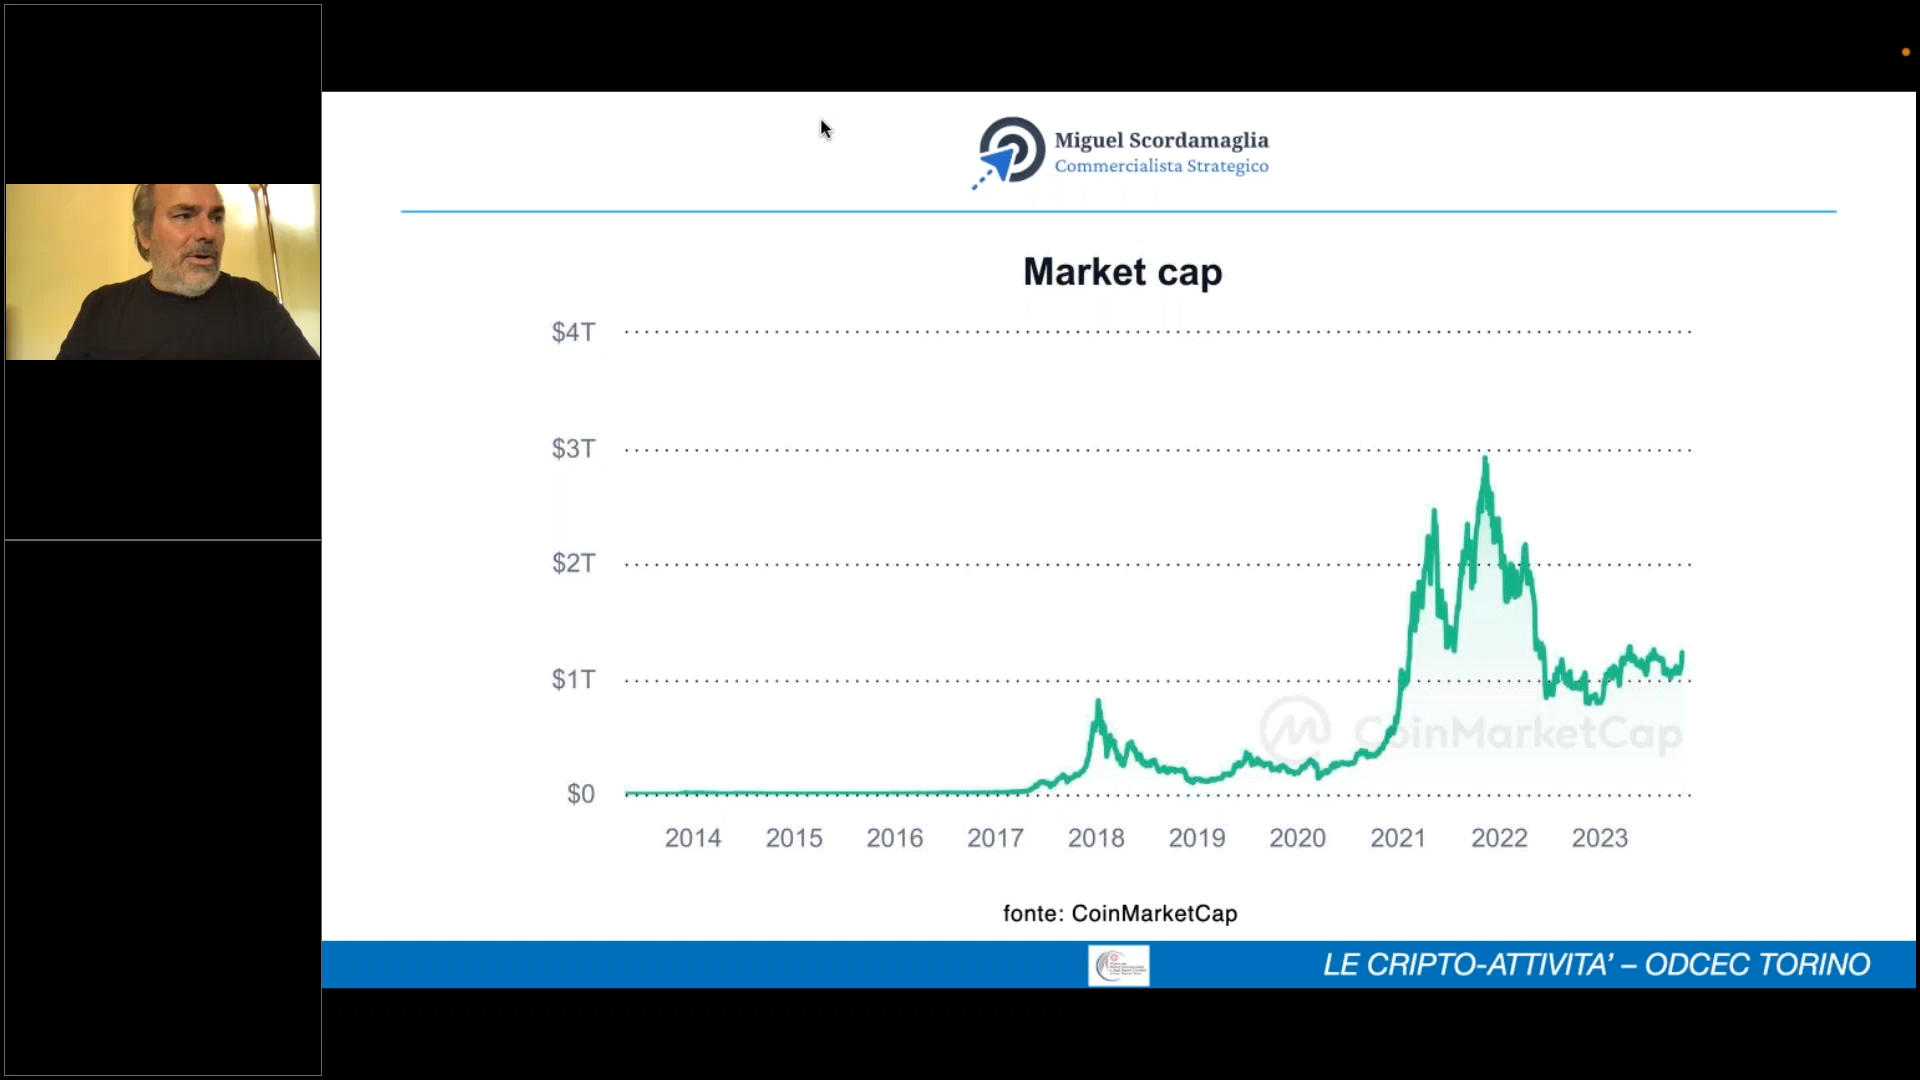 Miguel Scordamaglia
Commercialista Strategico
Market cap
$4T
$3T
$2T
$1T
$0
CoinMarketCap
2014 2015 2016 2017 2018 2019 2020 2021 2022 2023
fonte: CoinMarketCap
LE CRIPTO-ATTIVITA’ – ODCEC TORINO